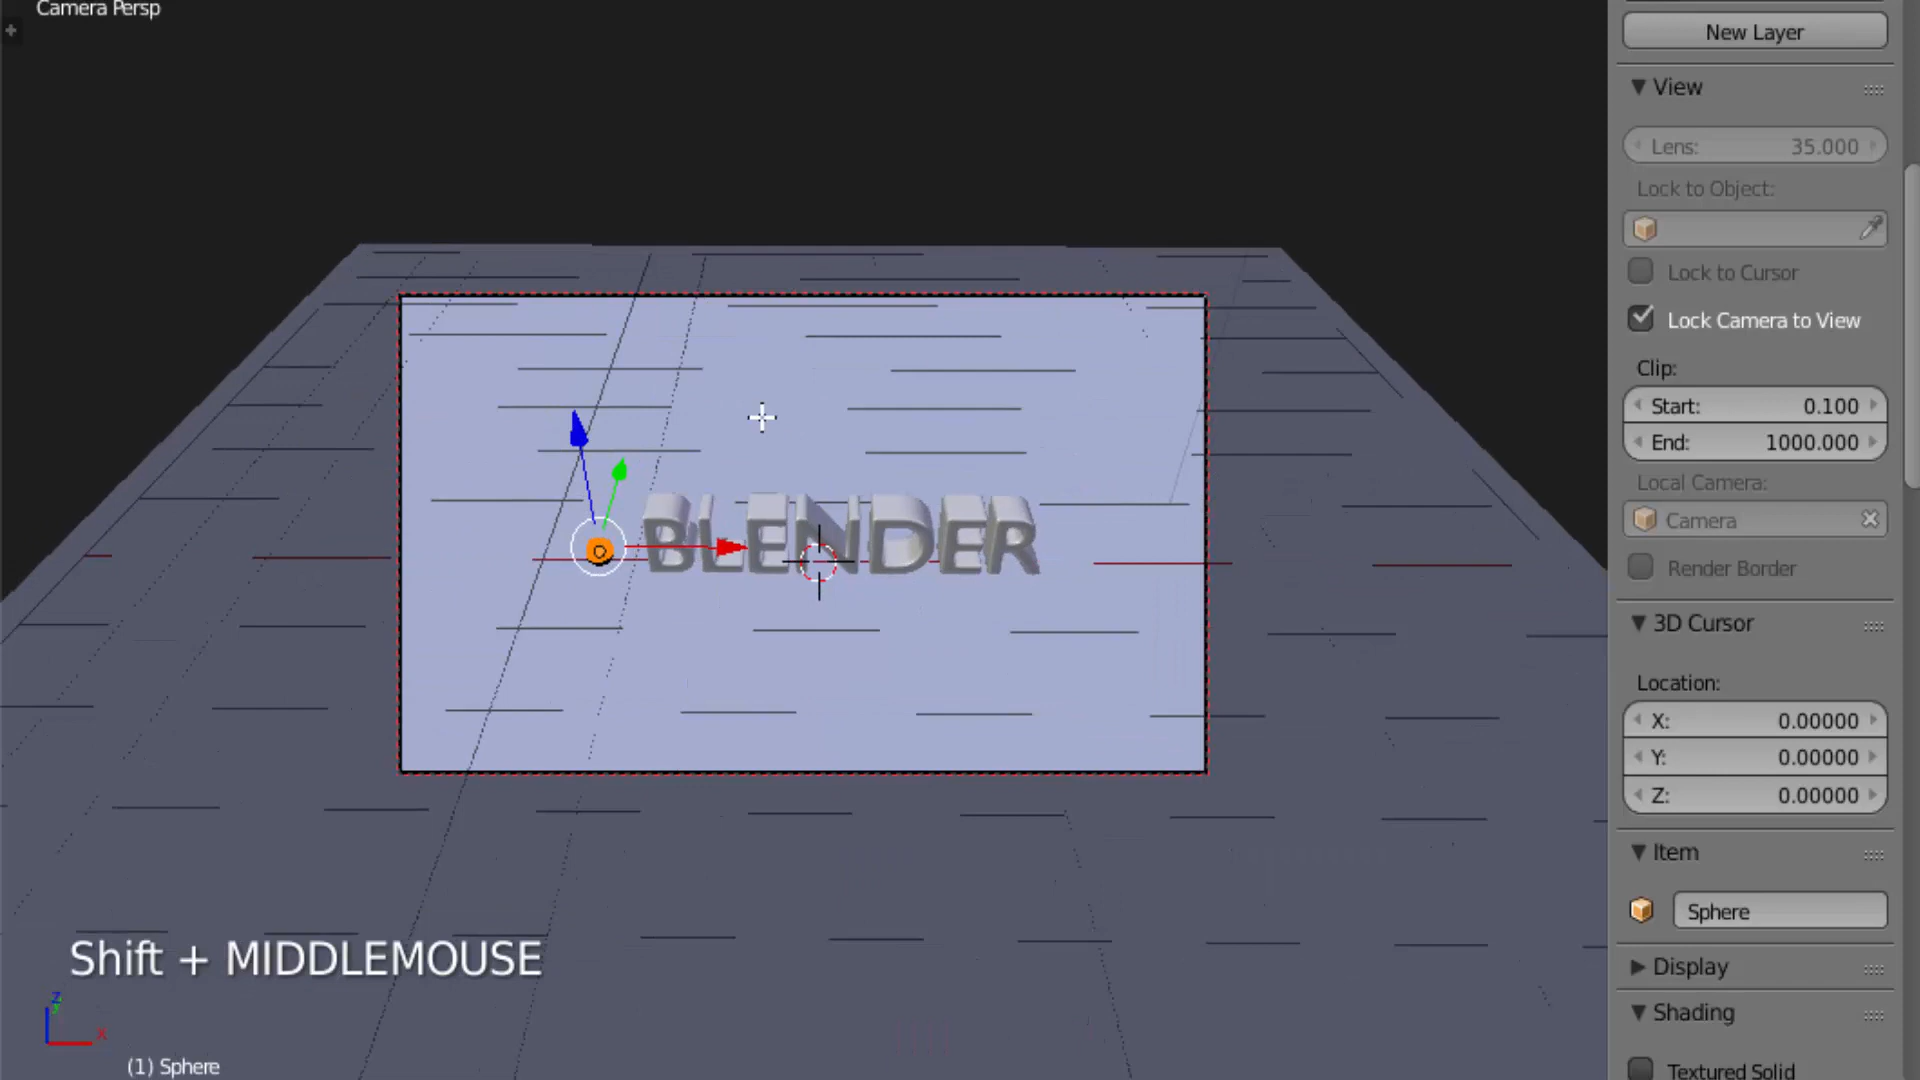 Camera Persp
New Layer
View
Lens: 35.000
Lock to Object:
Lock to Cursor
Lock Camera to View
Clip:
Start: 0.100
End: 1000.000
Local Camera:
Camera
Render Border
3D Cursor
Location:
X: 0.00000
Y: 0.00000
Z: 0.00000
Item
Sphere
Display
Shading
Textured Solid
BLENDER
Shift + MIDDLEMOUSE
z
y
x
(1) Sphere